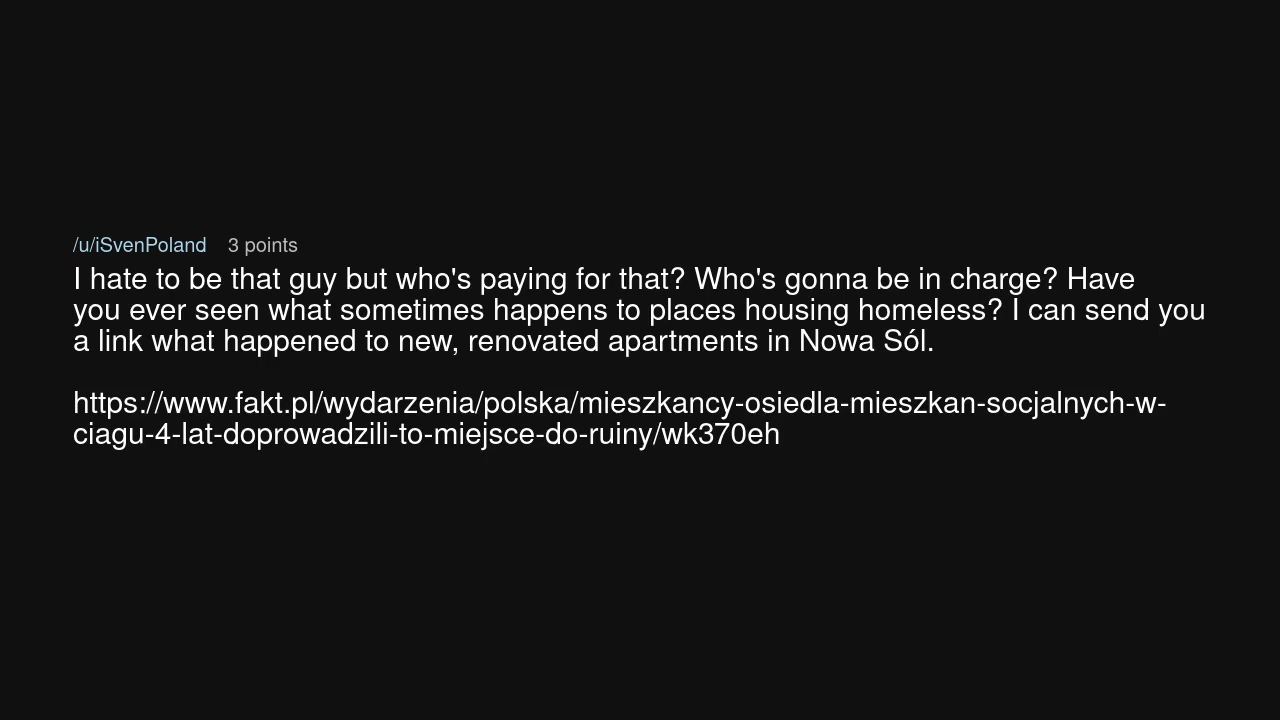 /u/iSvenPoland 3 points
I hate to be that guy but who's paying for that? Who's gonna be in charge? Have
you ever seen what sometimes happens to places housing homeless? I can send you
a link what happened to new, renovated apartments in Nowa Sól.
https://www.fakt.pl/wydarzenia/polska/mieszkancy-osiedla-mieszkan-socjalnych-w-
ciagu-4-lat-doprowadzili-to-miejsce-do-ruiny/wk370eh